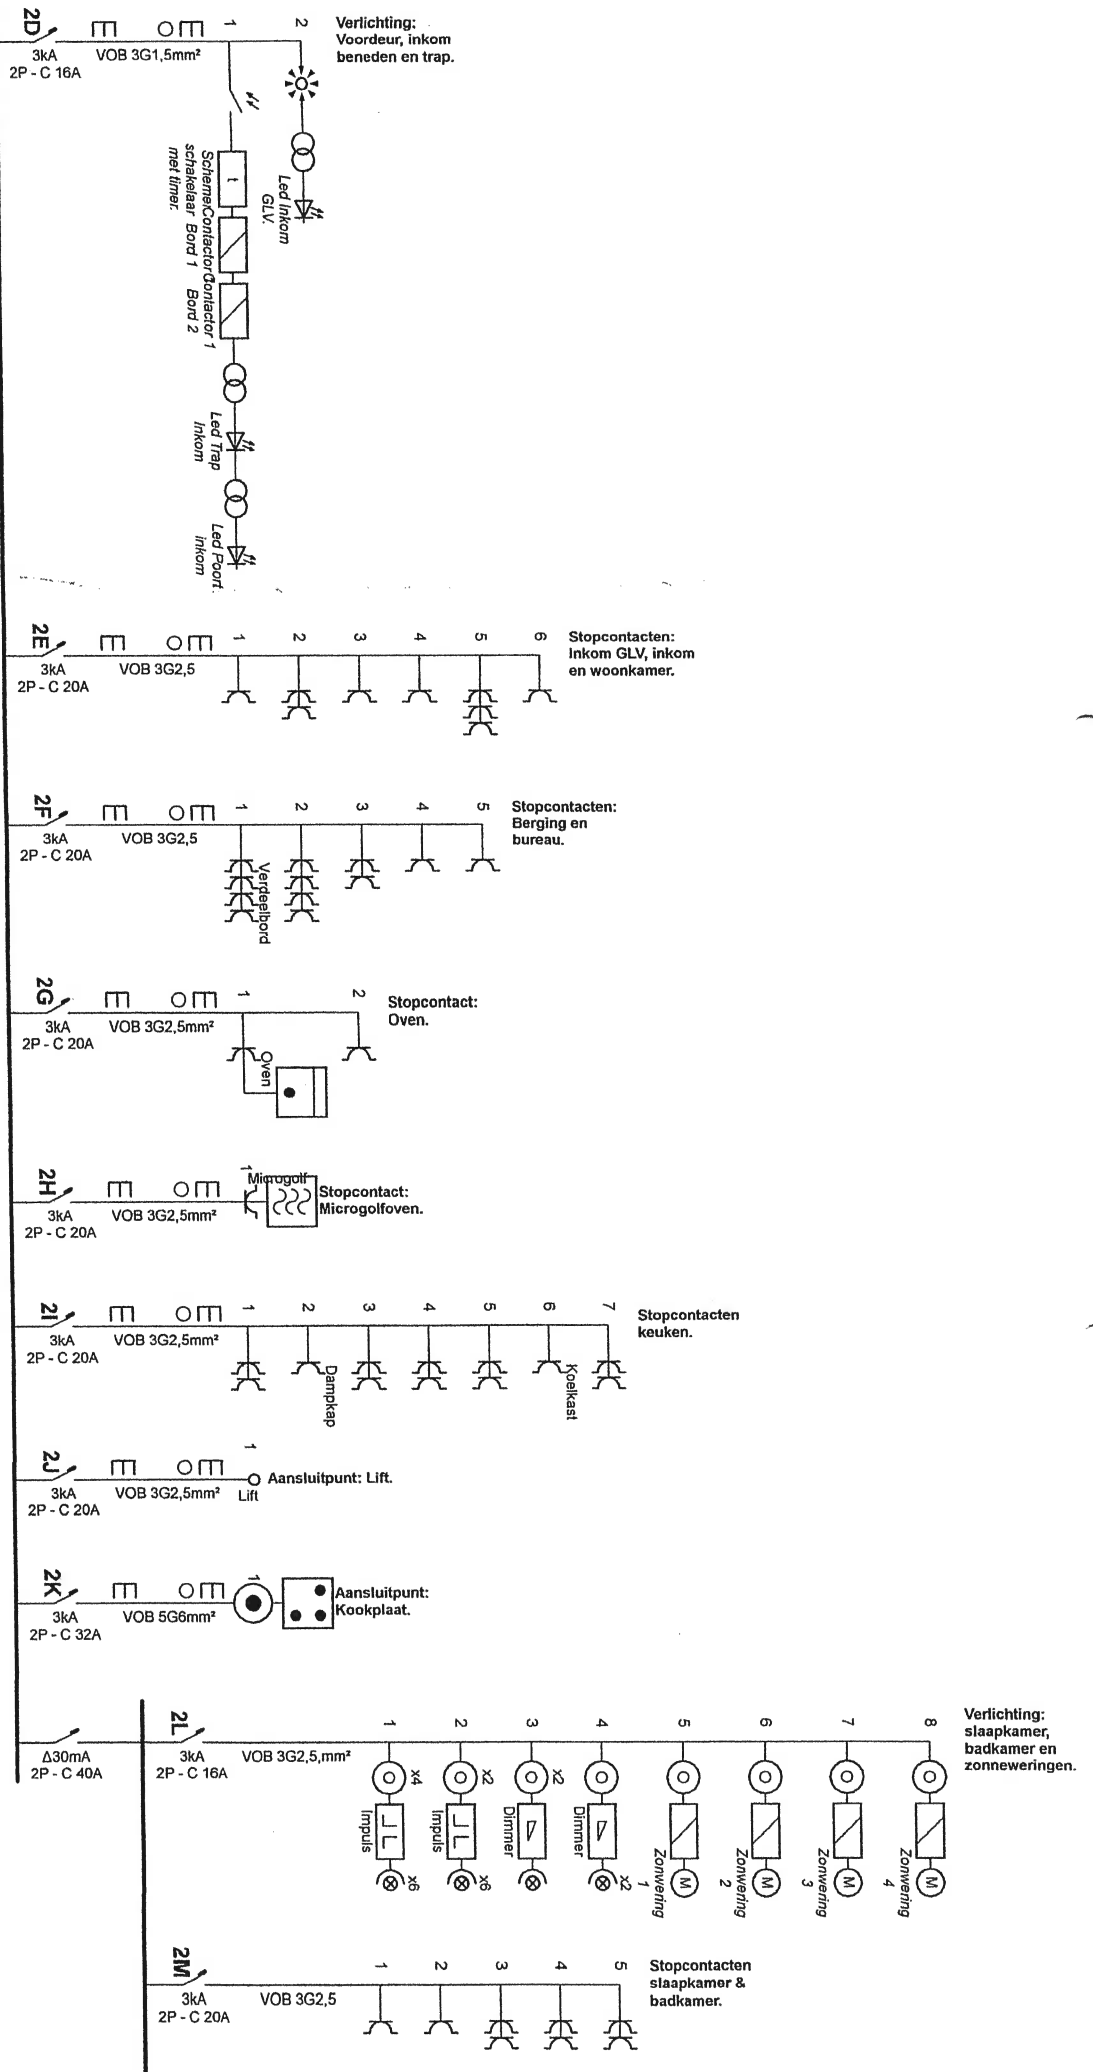 2D
3kA
2P - C 16A
VOB 3G1,5mm²
1
2
Verlichting:
Voordeur, inkom
beneden en trap.
t
Schemer
schakelaar
met timer.
Contactor 1
Bord 1
Contactor 1
Bord 2
Led Inkom
GLV.
Led Trap
Inkom
Led Poort
inkom
2E
3kA
2P - C 20A
VOB 3G2,5
1
2
3
4
5
6
Stopcontacten:
Inkom GLV, inkom
en woonkamer.
2F
3kA
2P - C 20A
VOB 3G2,5
1
2
3
4
5
Stopcontacten:
Berging en
bureau.
Verdeelbord
2G
3kA
2P - C 20A
VOB 3G2,5mm²
1
2
Stopcontact:
Oven.
Oven
2H
3kA
2P - C 20A
VOB 3G2,5mm²
1
Microgolf
Stopcontact:
Microgolfoven.
2I
3kA
2P - C 20A
VOB 3G2,5mm²
1
2
3
4
5
6
7
Stopcontacten
keuken.
Dampkap
Koelkast
2J
3kA
2P - C 20A
VOB 3G2,5mm²
1
Lift
Aansluitpunt: Lift.
2K
3kA
2P - C 32A
VOB 5G6mm²
1
Aansluitpunt:
Kookplaat.
Δ30mA
2P - C 40A
2L
3kA
2P - C 16A
VOB 3G2,5,mm²
1
2
3
4
5
6
7
8
Verlichting:
slaapkamer,
badkamer en
zonneweringen.
x4
x2
x2
Impuls
Impuls
Dimmer
Dimmer
x6
x6
x2
M
M
M
M
Zonwering
1
Zonwering
2
Zonwering
3
Zonwering
4
2M
3kA
2P - C 20A
VOB 3G2,5
1
2
3
4
5
Stopcontacten
slaapkamer &
badkamer.